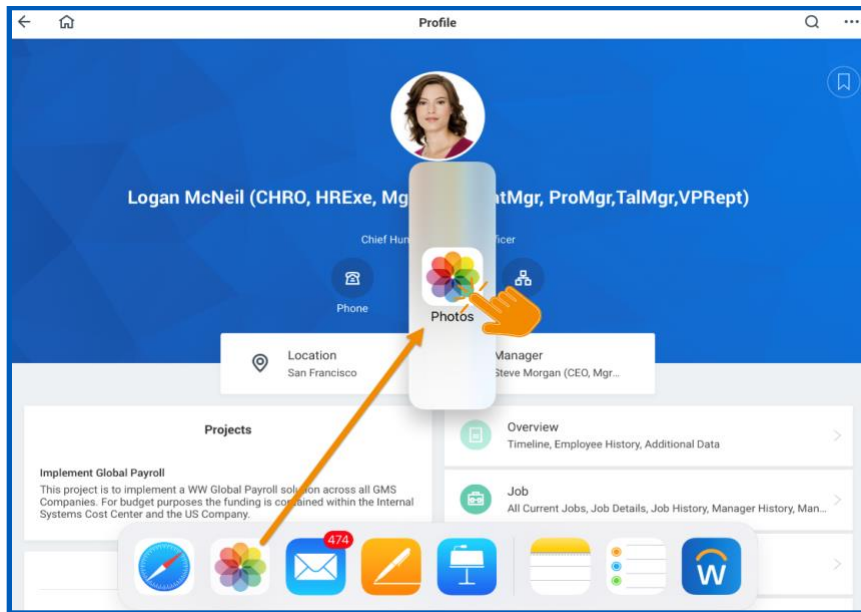 Profile
Logan McNeil (CHRO, HRExe, Mg tMgr, ProMgr,TalMgr,VPRept)
Chief Hum ficer
Phone
Photos
Location
San Francisco
Manager
Steve Morgan (CEO, Mgr...
Projects
Implement Global Payroll
This project is to implement a WW Global Payroll solution across all GMS
Companies. For budget purposes the funding is contained within the Internal
Systems Cost Center and the US Company.
Overview
Timeline, Employee History, Additional Data
Job
All Current Jobs, Job Details, Job History, Manager History, Man...
474